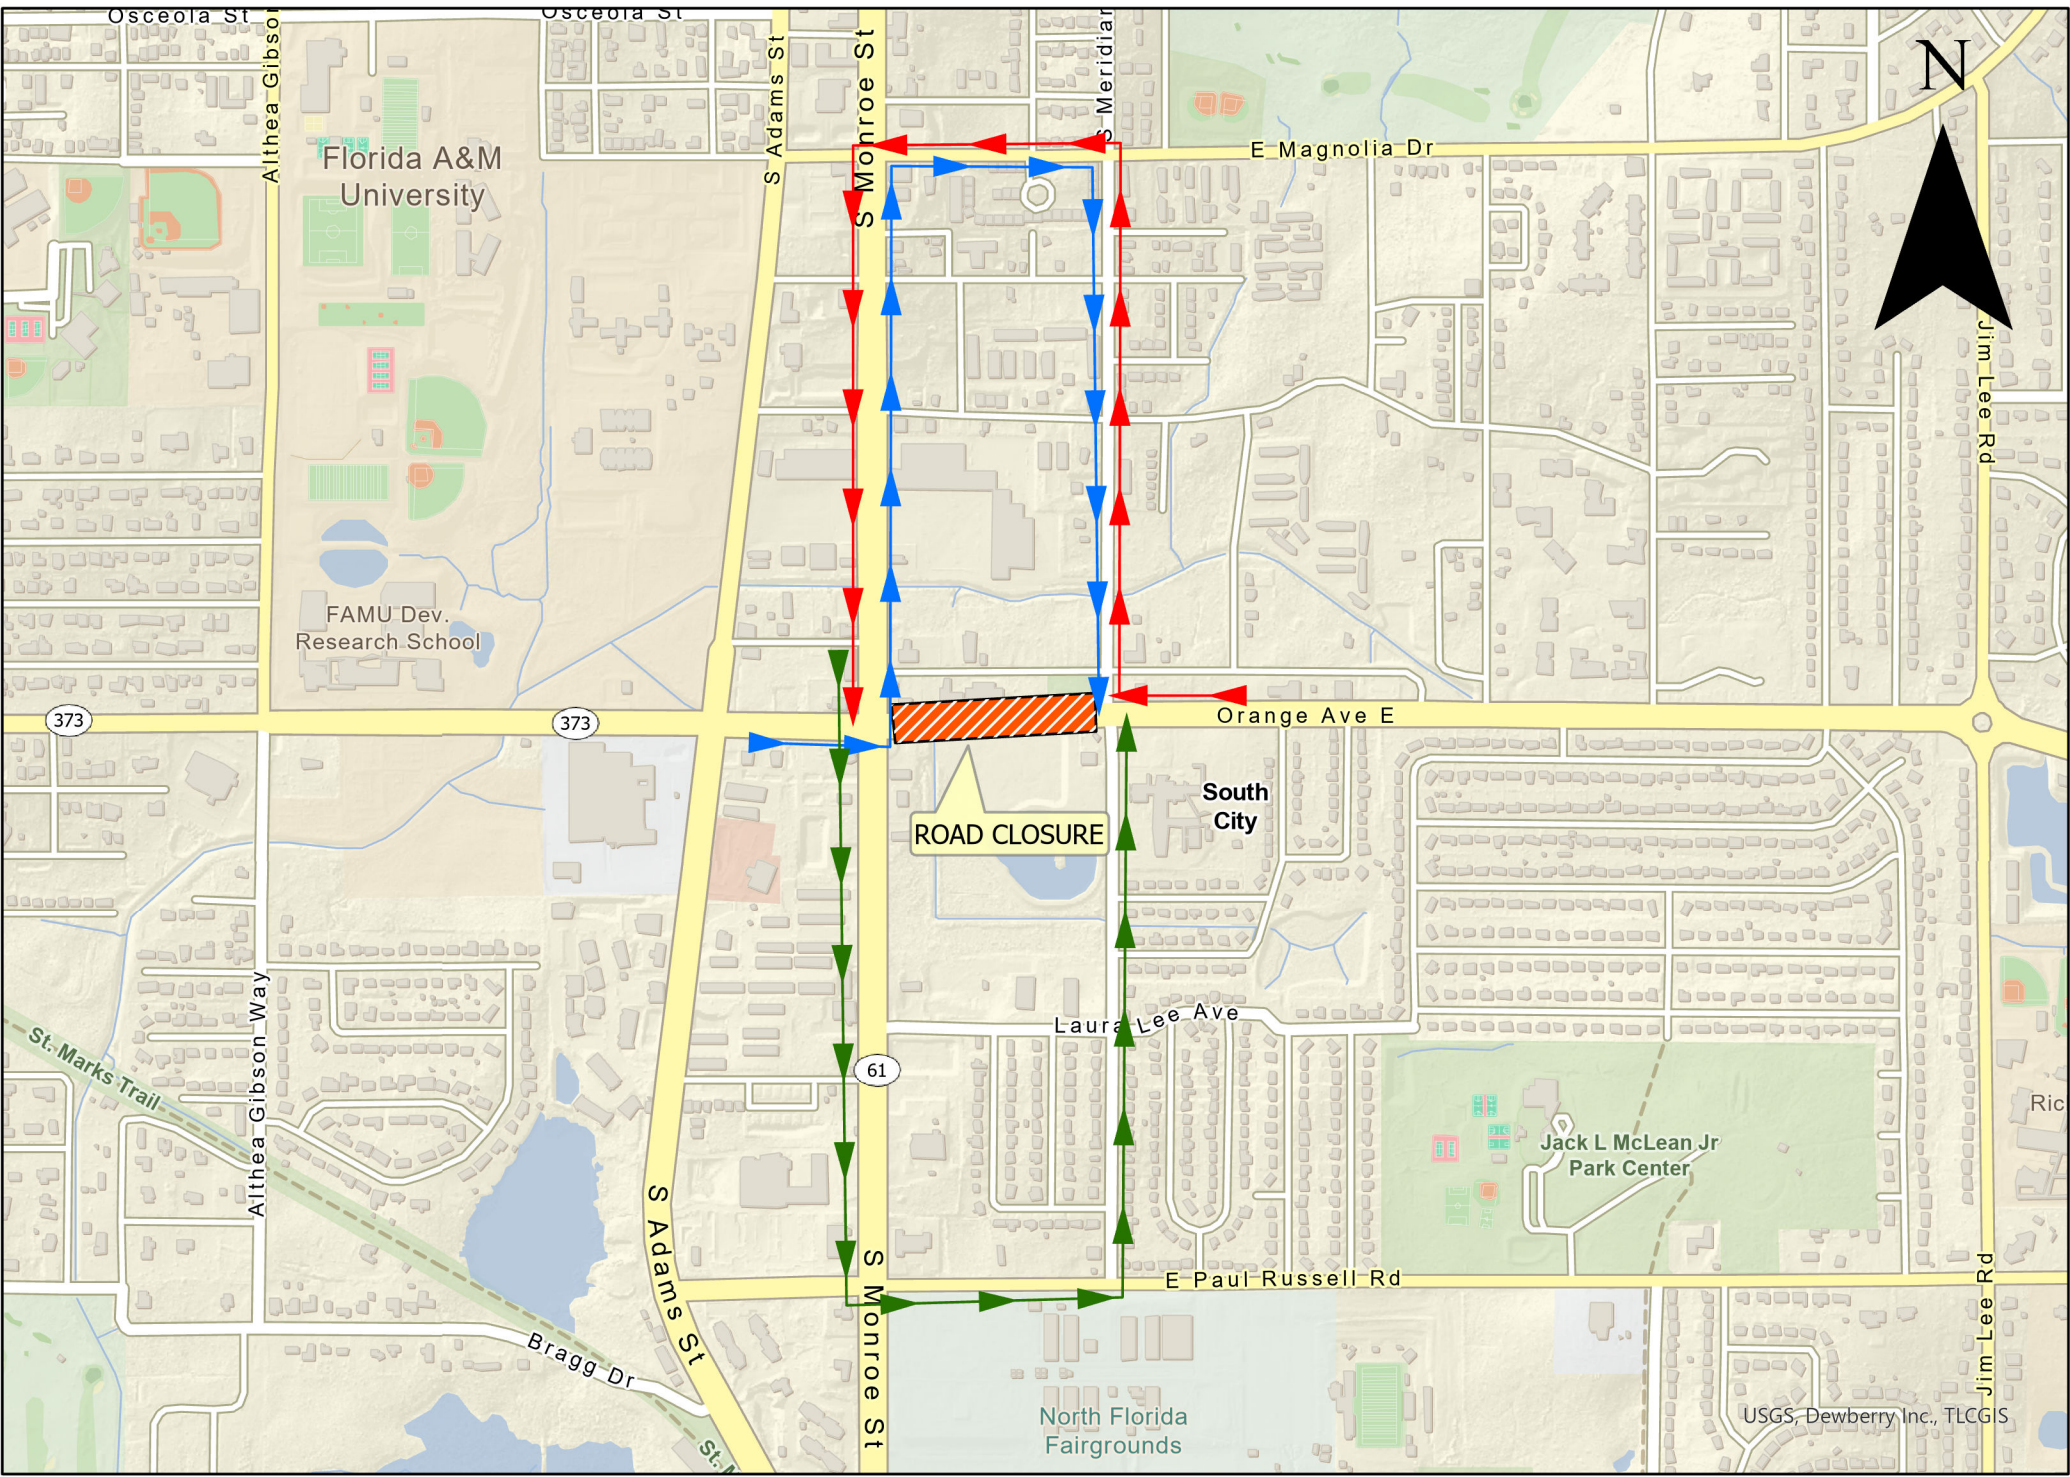 Osceola St
Osceola St
Althea Gibson
S Adams St
S Monroe St
S Meridian
N
E Magnolia Dr
Florida A&M
University
Jim Lee Rd
FAMU Dev.
Research School
373
373
Orange Ave E
South
City
ROAD CLOSURE
Laura Lee Ave
St. Marks Trail
Althea Gibson Way
61
Ric
Jack L McLean Jr
Park Center
S Adams St
S Monroe St
E Paul Russell Rd
Jim Lee Rd
Bragg Dr
North Florida
Fairgrounds
USGS, Dewberry Inc., TLCGIS
St. M